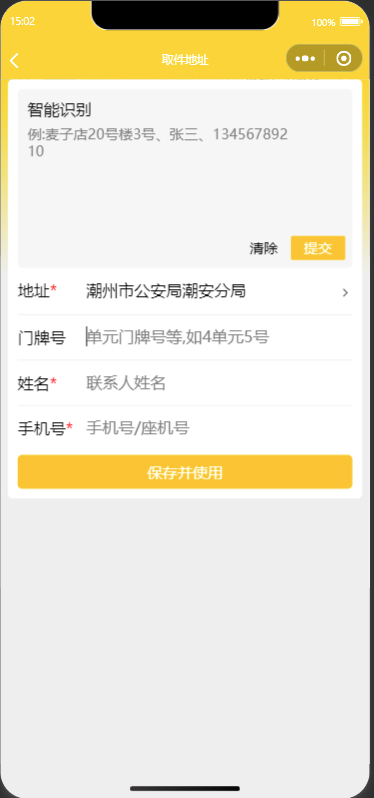 15:02
100%
取件地址
智能识别
例:麦子店20号楼3号、张三、134567892
10
清除
提交
地址*
潮州市公安局潮安分局
门牌号
单元门牌号等,如4单元5号
姓名*
联系人姓名
手机号*
手机号/座机号
保存并使用